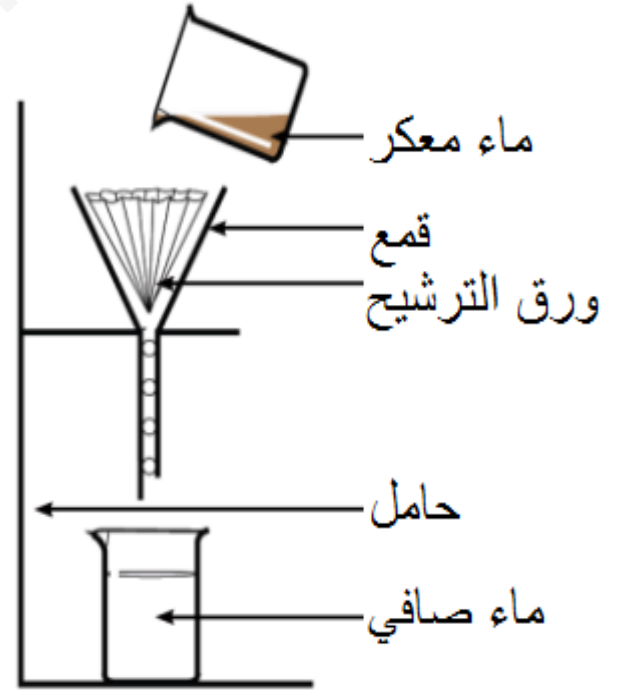 ماء معكر
قمع
ورق الترشيح
حامل
ماء صافي